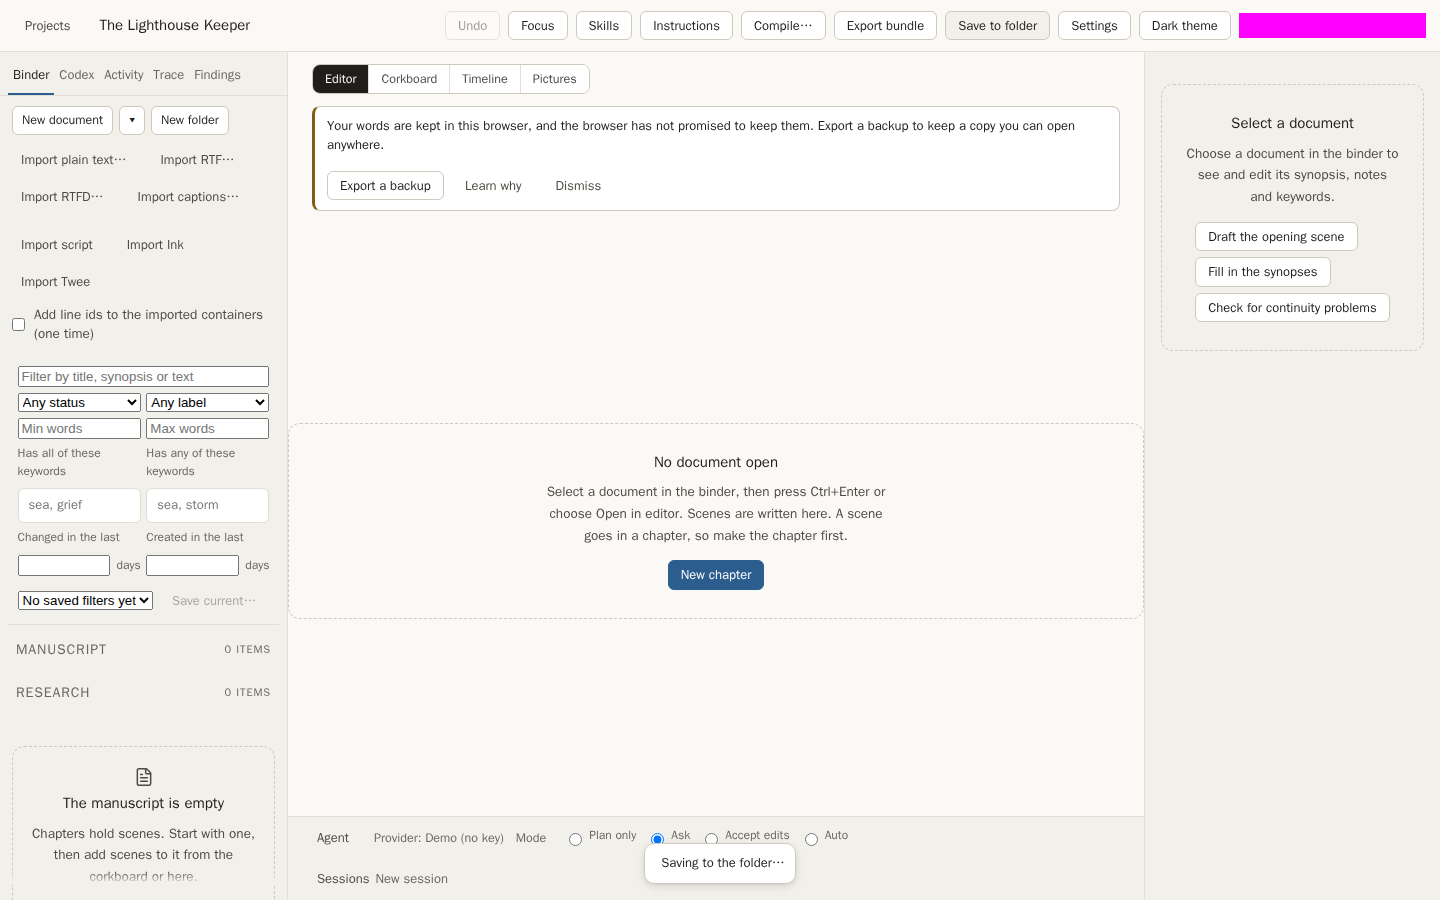 Projects
The Lighthouse Keeper
Undo
Focus
Skills
Instructions
Compile…
Export bundle
Save to folder
Settings
Dark theme
Binder
Codex
Activity
Trace
Findings
New document
▾
New folder
Import plain text…
Import RTF…
Import RTFD…
Import captions…
Import script
Import Ink
Import Twee
Add line ids to the imported containers
(one time)
Filter by title, synopsis or text
Any status
Any label
Min words
Max words
Has all of these
keywords
Has any of these
keywords
sea, grief
sea, storm
Changed in the last
Created in the last
days
days
No saved filters yet
Save current…
MANUSCRIPT
0 ITEMS
RESEARCH
0 ITEMS
The manuscript is empty
Chapters hold scenes. Start with one,
then add scenes to it from the
corkboard or here.
Editor
Corkboard
Timeline
Pictures
Your words are kept in this browser, and the browser has not promised to keep them. Export a backup to keep a copy you can open
anywhere.
Export a backup
Learn why
Dismiss
No document open
Select a document in the binder, then press Ctrl+Enter or
choose Open in editor. Scenes are written here. A scene
goes in a chapter, so make the chapter first.
New chapter
Agent
Provider: Demo (no key)
Mode
Plan only
Ask
Accept edits
Auto
Saving to the folder…
Sessions
New session
Select a document
Choose a document in the binder to
see and edit its synopsis, notes
and keywords.
Draft the opening scene
Fill in the synopses
Check for continuity problems